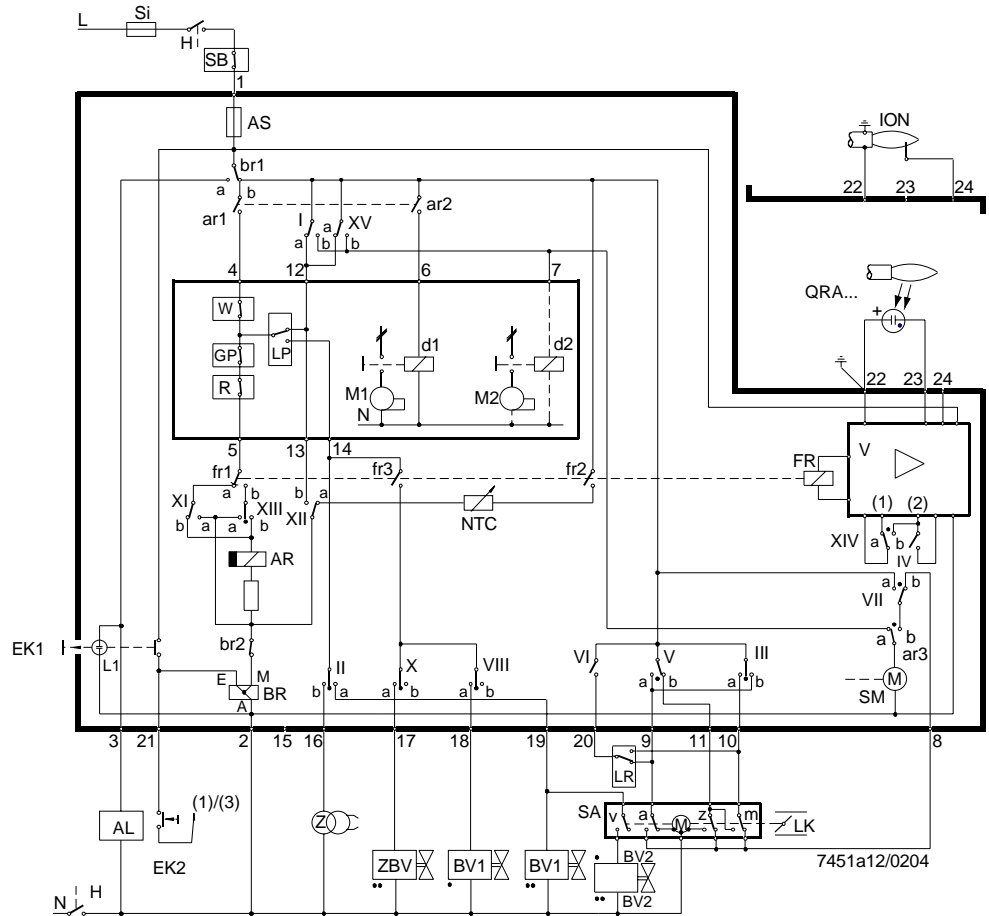 L Si
H
SB
1
AS
ION
22 23 24
br1
a b
ar1 ar2
I a b
XV a b
4 12 6 7
QRA...
+
W
LP
GP
R
d1 d2
M1 M2
N
22 23 24
5 13 14
V
FR
(1) (2)
fr1 fr3 fr2
a b
XI XIII
b a a b
b a
XII
NTC
XIV a b
IV
AR
a b
VII
a b
ar3
EK1
L1
br2
E M
BR
A
II X VIII
b a b a b a
VI V III
a b a b
M
SM
3 21 2 15 16 17 18 19 20 9 11 10 8
LR
AL
(1)/(3)
EK2
Z
SA v a M z m
LK
ZBV BV1 BV1 BV2
BV2
7451a12/0204
N H